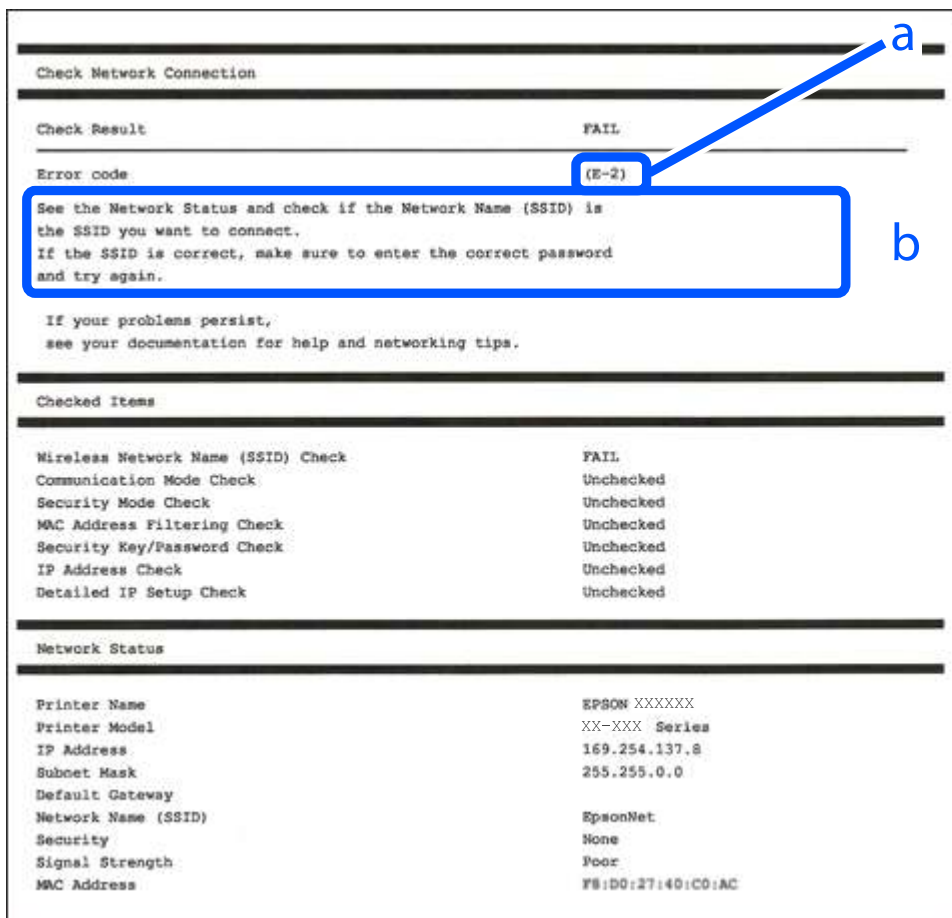 a
Check Network Connection
Check Result FAIL
Error code (E-2)
See the Network Status and check if the Network Name (SSID) is
the SSID you want to connect.
If the SSID is correct, make sure to enter the correct password
and try again.
b
If your problems persist,
see your documentation for help and networking tips.
Checked Items
Wireless Network Name (SSID) Check FAIL
Communication Mode Check Unchecked
Security Mode Check Unchecked
MAC Address Filtering Check Unchecked
Security Key/Password Check Unchecked
IP Address Check Unchecked
Detailed IP Setup Check Unchecked
Network Status
Printer Name EPSON XXXXXX
Printer Model XX-XXX Series
IP Address 169.254.137.8
Subnet Mask 255.255.0.0
Default Gateway
Network Name (SSID) EpsonNet
Security None
Signal Strength Poor
MAC Address F8:D0:27:40:C0:AC